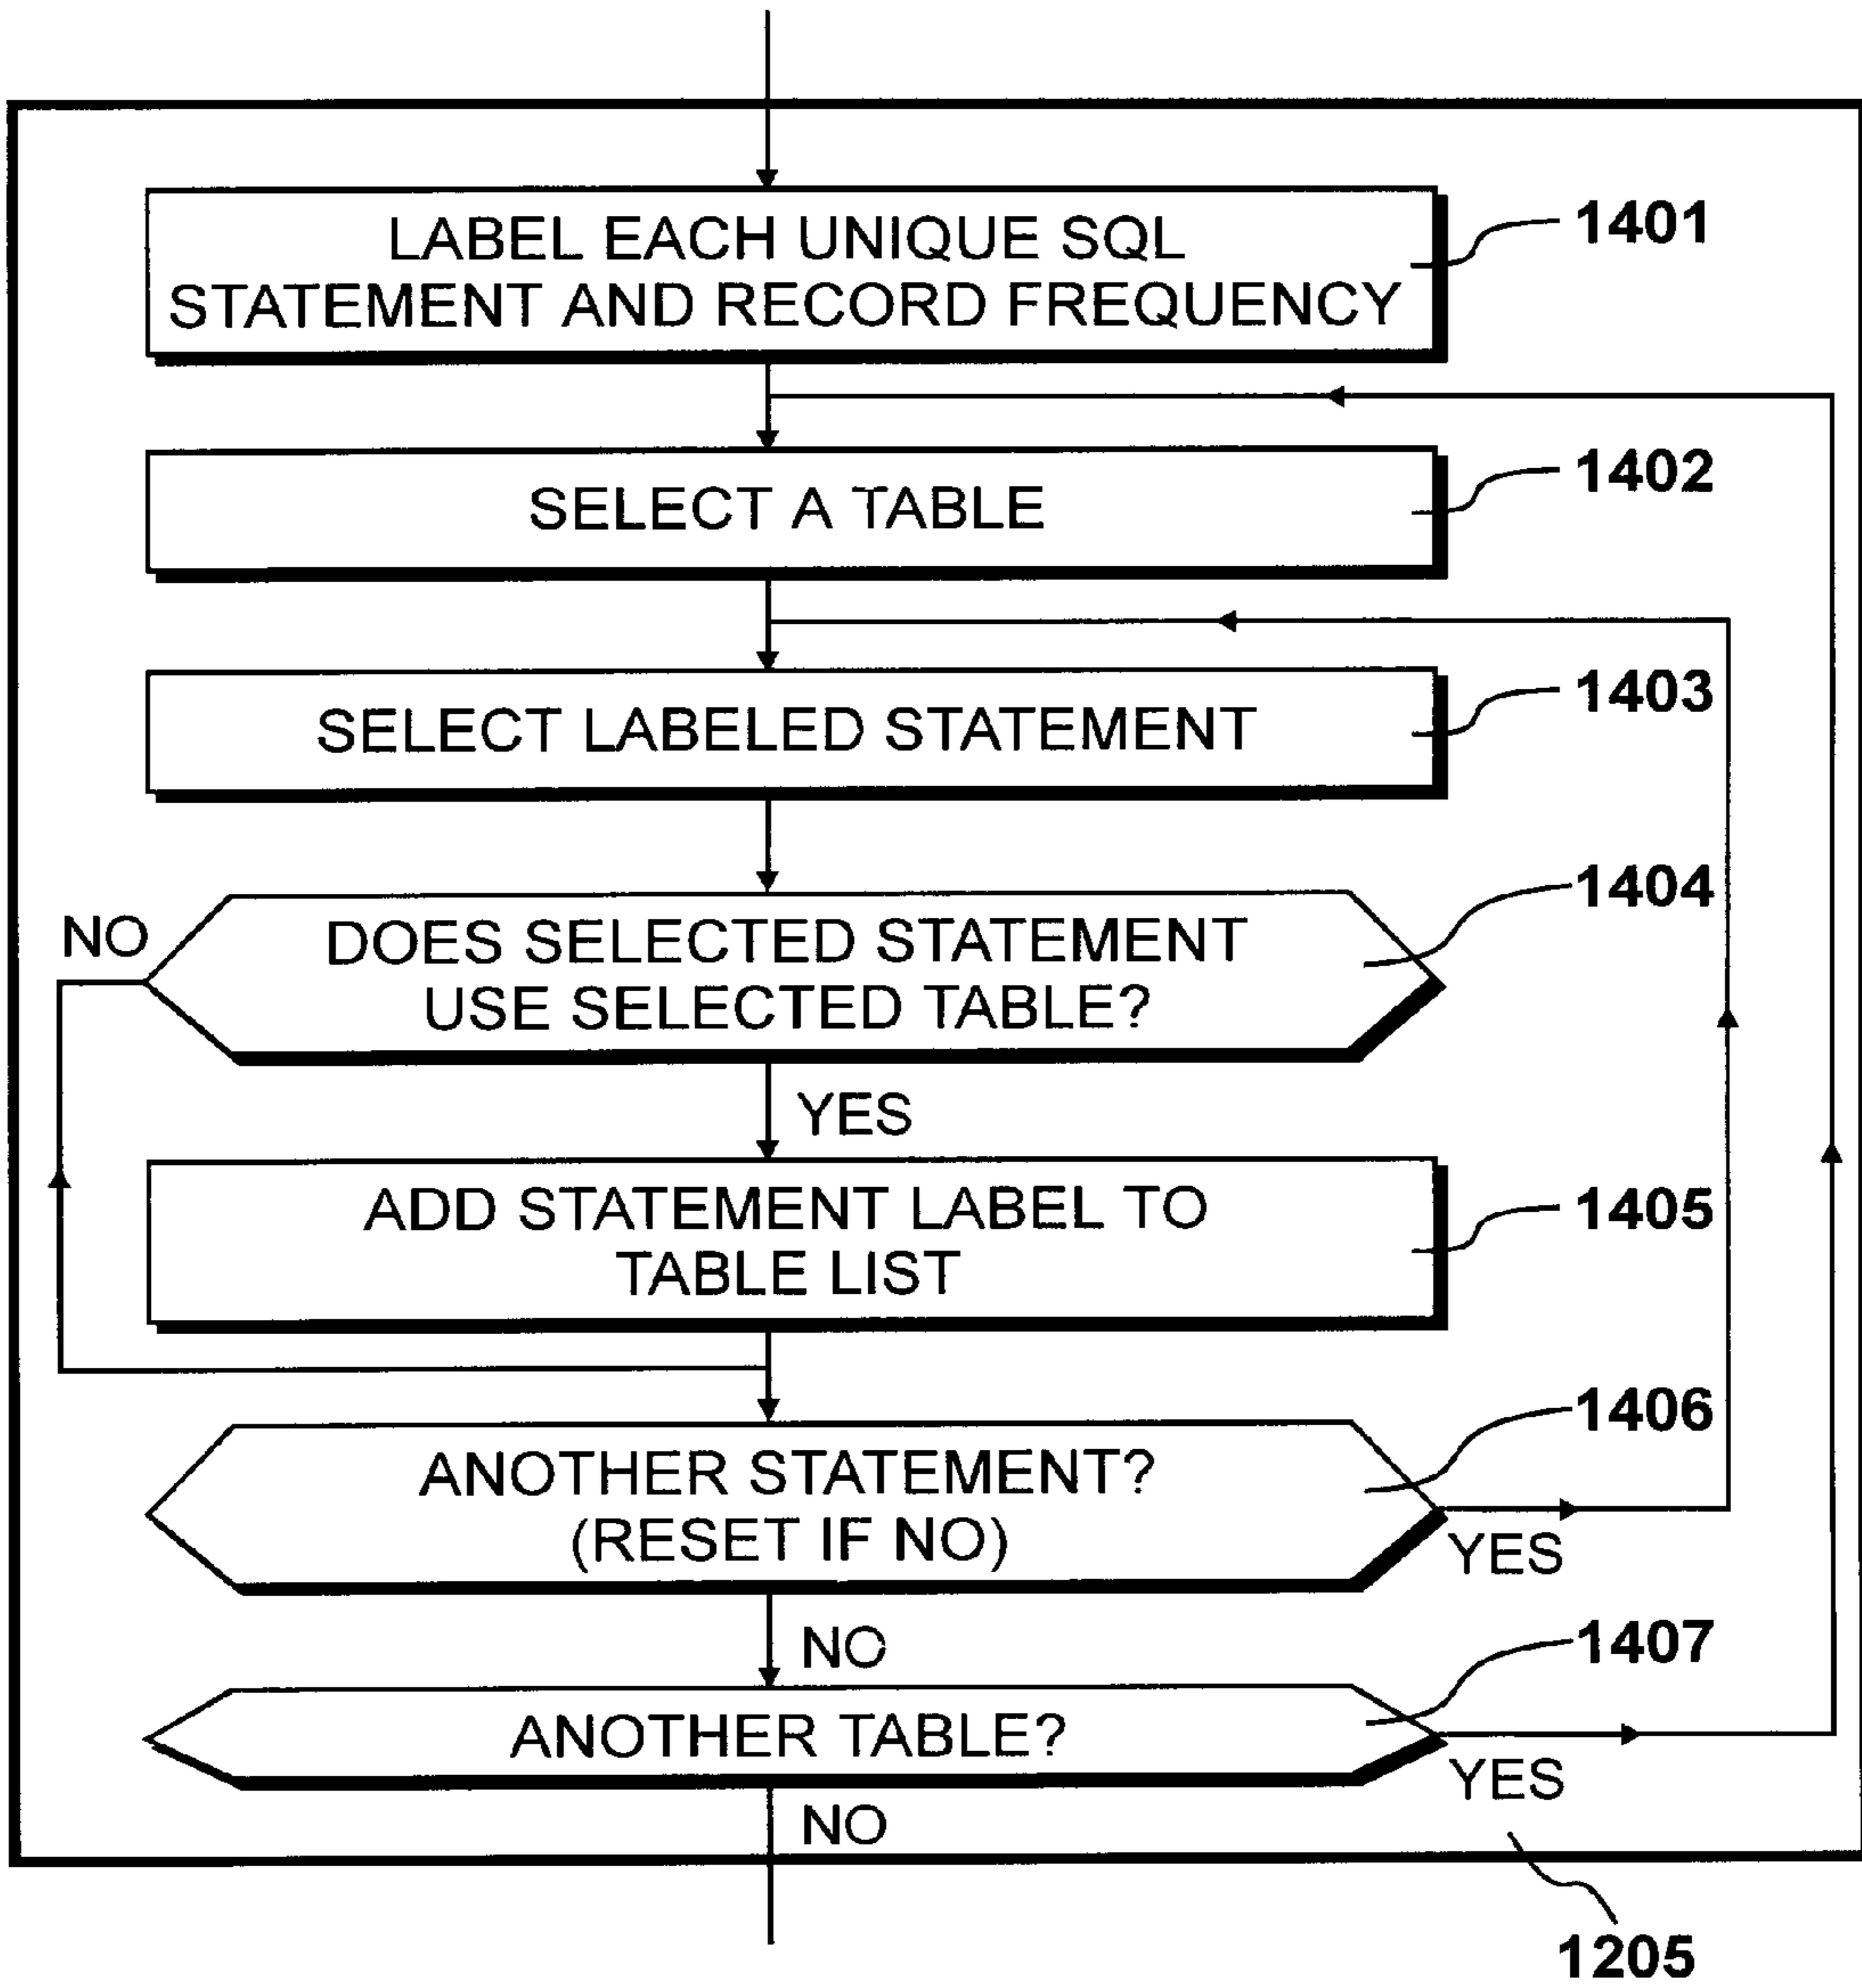 LABEL EACH UNIQUE SQL
STATEMENT AND RECORD FREQUENCY
1401
SELECT A TABLE
1402
SELECT LABELED STATEMENT
1403
1404
NO
DOES SELECTED STATEMENT
USE SELECTED TABLE?
YES
ADD STATEMENT LABEL TO
TABLE LIST
1405
1406
ANOTHER STATEMENT?
(RESET IF NO)
YES
NO
1407
ANOTHER TABLE?
YES
NO
1205